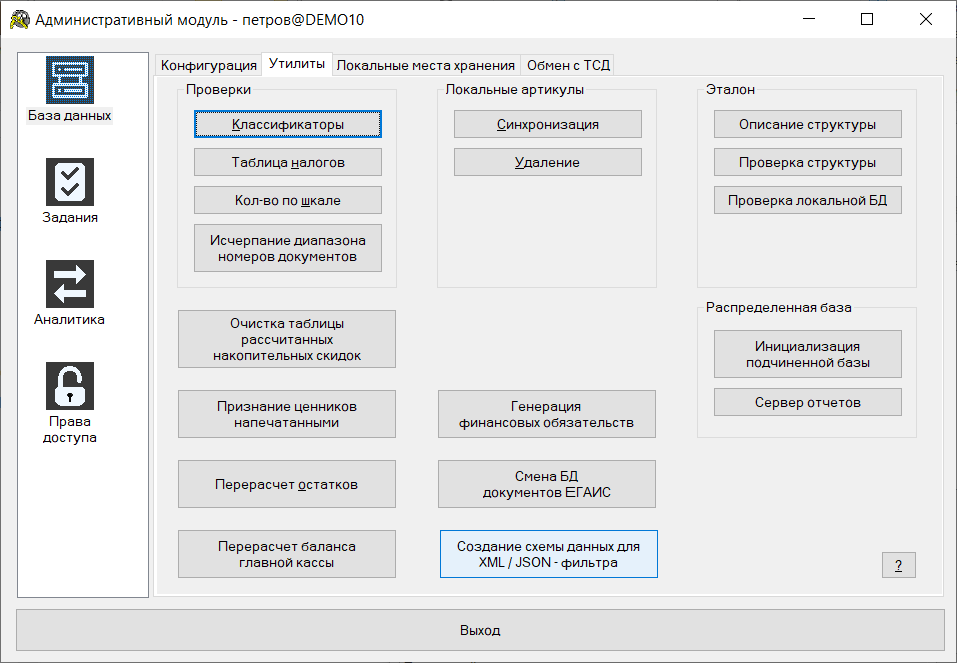 Административный модуль - петров@DEMO10
База данных
Задания
Аналитика
Права
доступа
Конфигурация
Утилиты
Локальные места хранения
Обмен с ТСД
Проверки
Классификаторы
Таблица налогов
Кол-во по шкале
Исчерпание диапазона
номеров документов
Локальные артикулы
Синхронизация
Удаление
Эталон
Описание структуры
Проверка структуры
Проверка локальной БД
Очистка таблицы
рассчитанных
накопительных скидок
Признание ценников
напечатанными
Перерасчет остатков
Перерасчет баланса
главной кассы
Генерация
финансовых обязательств
Смена БД
документов ЕГАИС
Создание схемы данных для
XML / JSON - фильтра
Распределенная база
Инициализация
подчиненной базы
Сервер отчетов
?
Выход